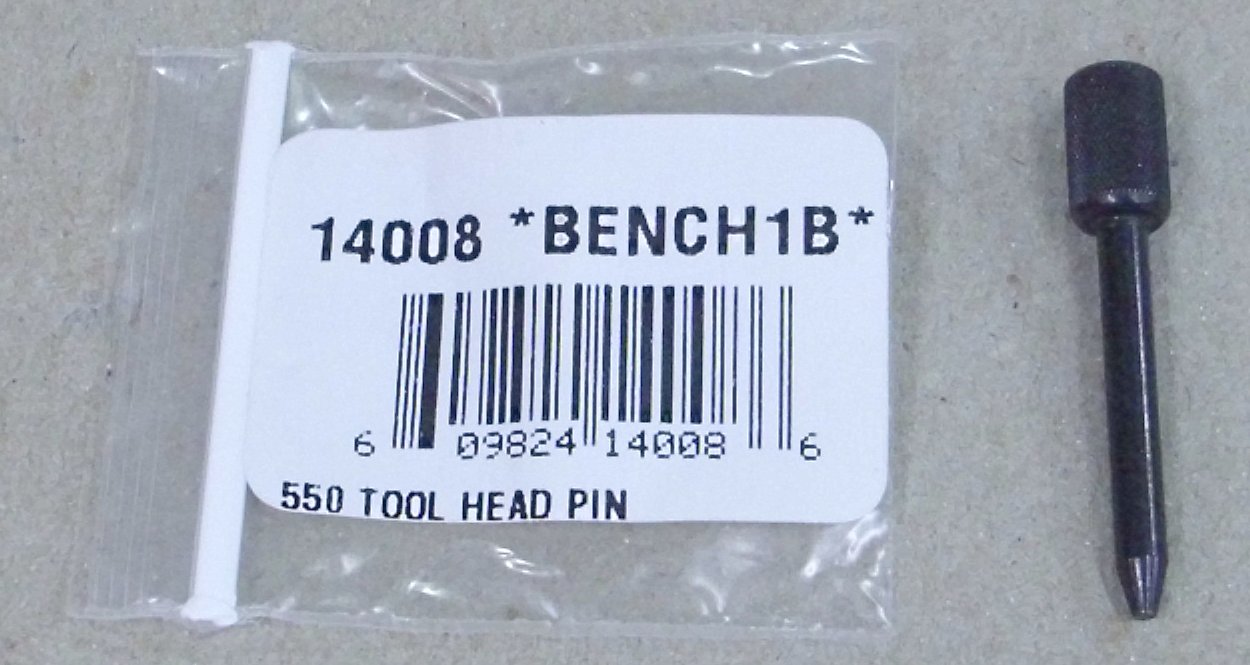 14008 *BENCH1B*
6 09824 14008 6
550 TOOL HEAD PIN